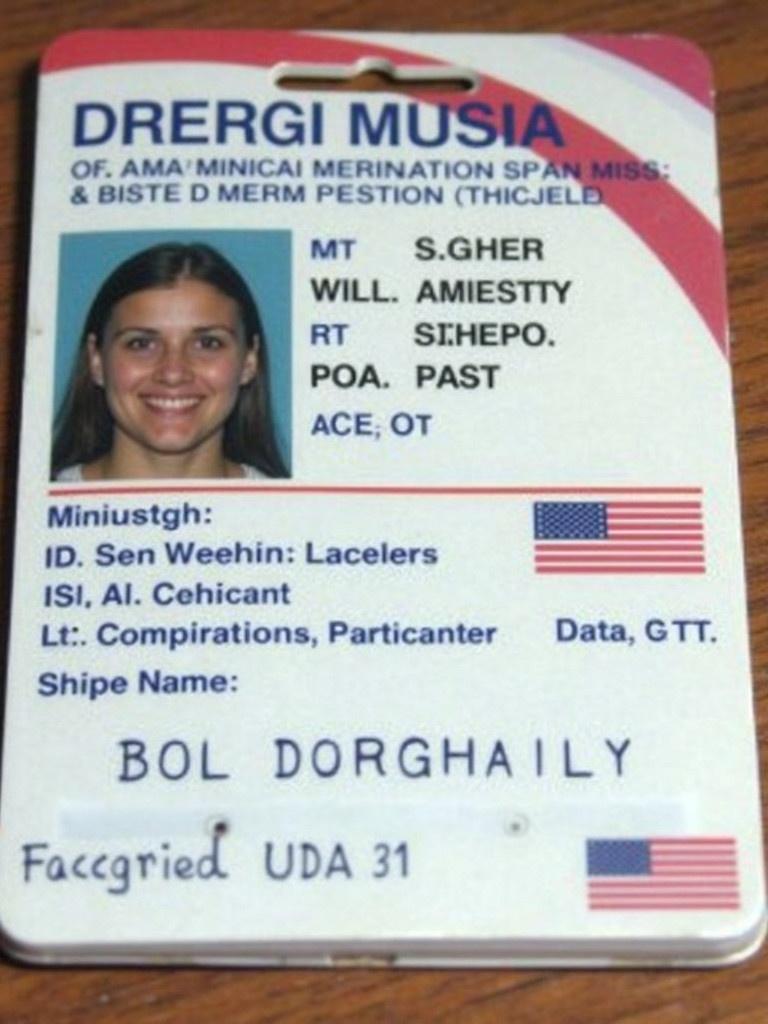 DRERGI MUSIA
OF. AMA'MINICAI MERINATION SPAN MISS:
& BISTE D MERM PESTION (THICJELE)
MT S.GHER
WILL. AMIESTTY
RT SI:HEPO.
POA. PAST
ACE, OT
Miniustgh:
ID. Sen Weehin: Lacelers
ISI, Al. Cehicant
Lt:. Compirations, Particanter Data, GTT.
Shipe Name:
BOL DORGHAILY
Faccgried UDA 31